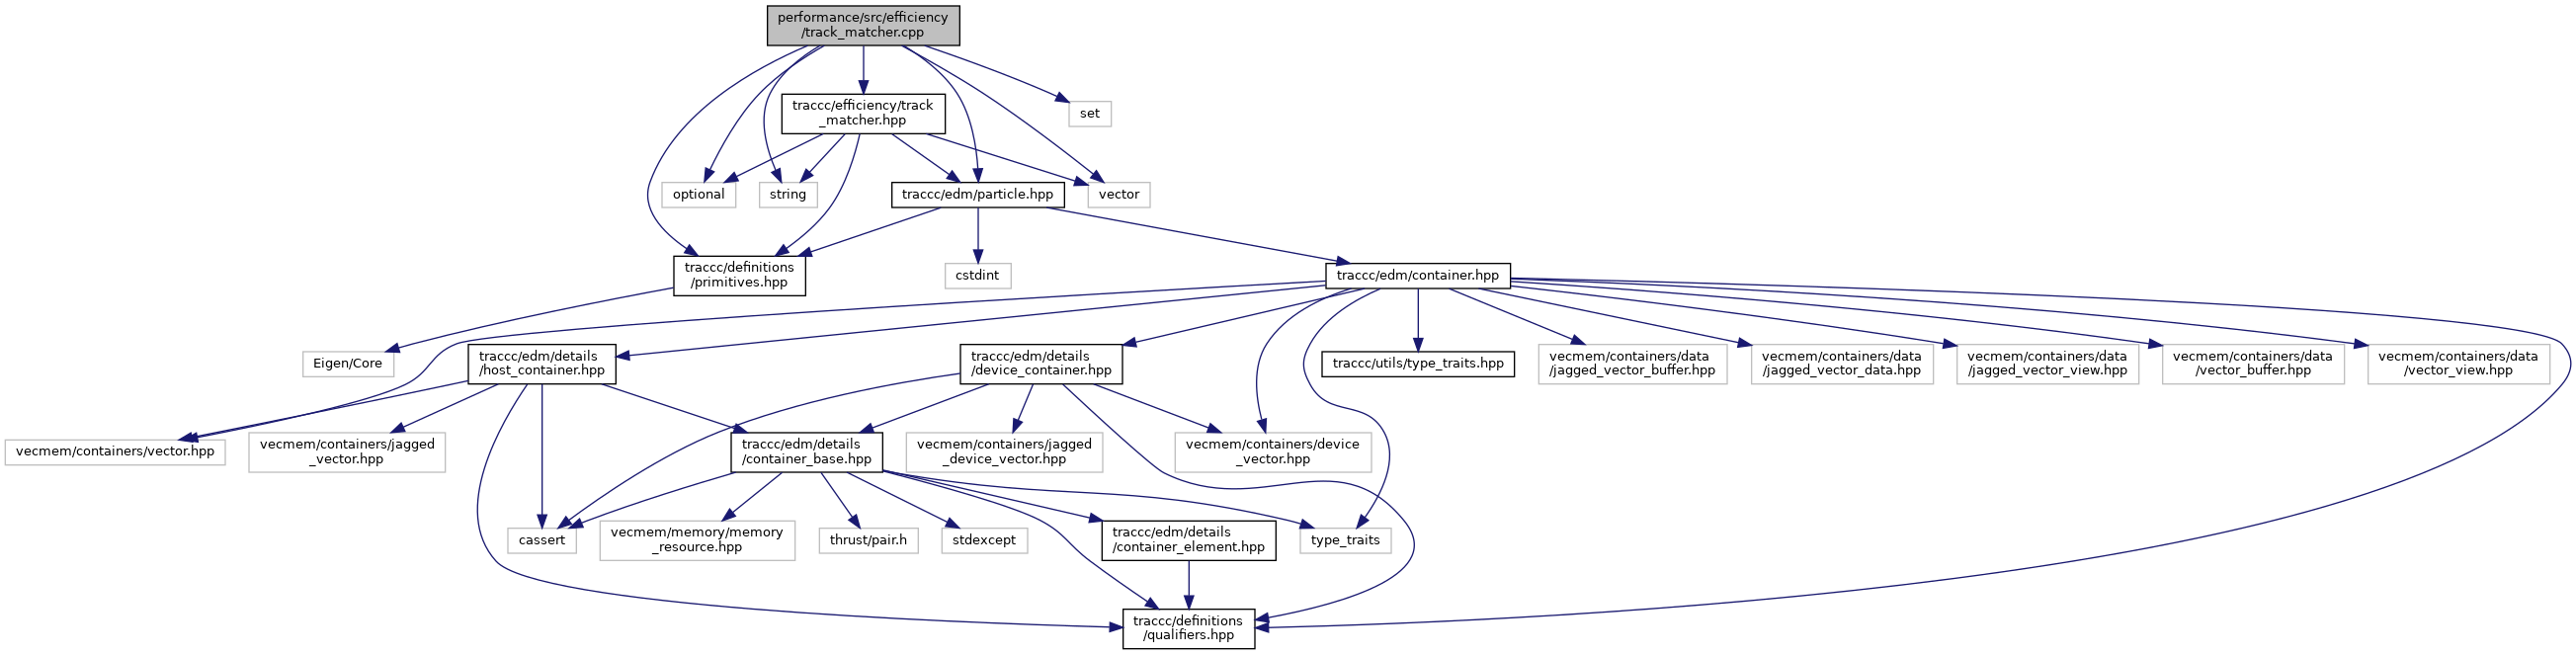 performance/src/efficiency
/track_matcher.cpp
traccc/efficiency/track
_matcher.hpp
set
optional
string
traccc/edm/particle.hpp
vector
traccc/definitions
/primitives.hpp
cstdint
traccc/edm/container.hpp
Eigen/Core
traccc/edm/details
/host_container.hpp
traccc/edm/details
/device_container.hpp
traccc/utils/type_traits.hpp
vecmem/containers/data
/jagged_vector_buffer.hpp
vecmem/containers/data
/jagged_vector_data.hpp
vecmem/containers/data
/jagged_vector_view.hpp
vecmem/containers/data
/vector_buffer.hpp
vecmem/containers/data
/vector_view.hpp
vecmem/containers/vector.hpp
vecmem/containers/jagged
_vector.hpp
traccc/edm/details
/container_base.hpp
vecmem/containers/jagged
_device_vector.hpp
vecmem/containers/device
_vector.hpp
cassert
vecmem/memory/memory
_resource.hpp
thrust/pair.h
stdexcept
traccc/edm/details
/container_element.hpp
type_traits
traccc/definitions
/qualifiers.hpp